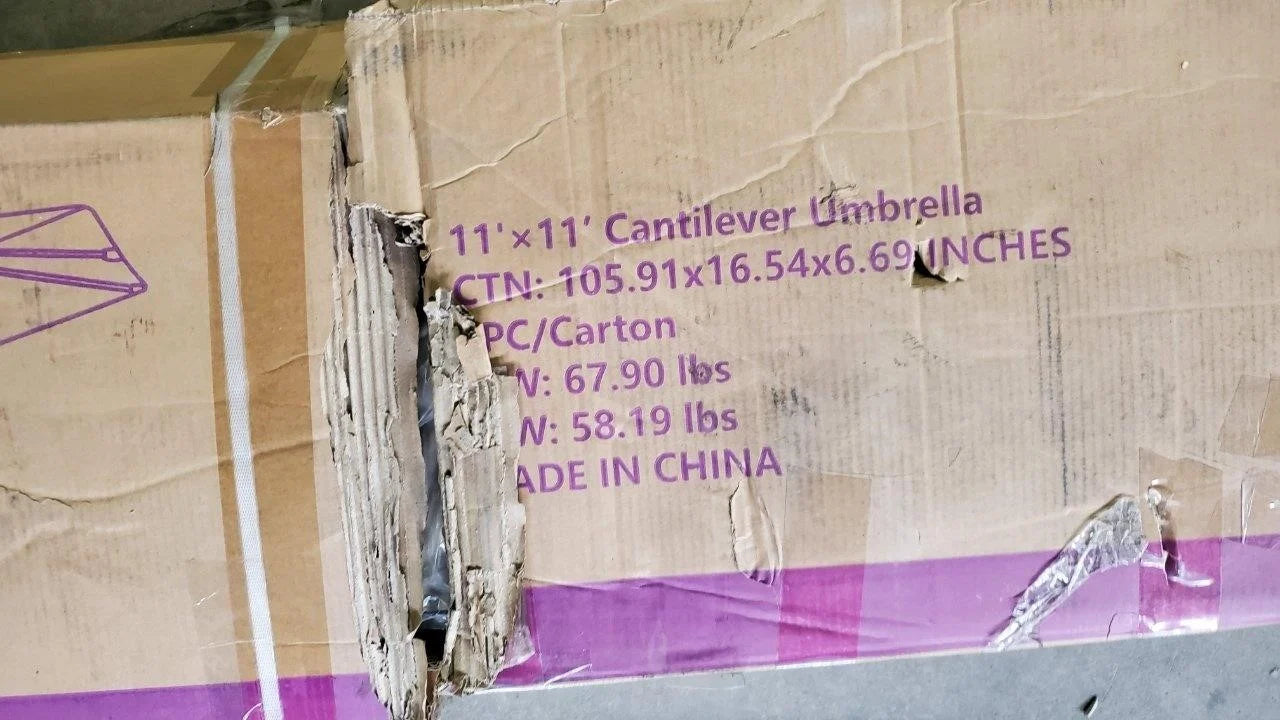 11'×11' Cantilever Umbrella
CTN: 105.91x16.54x6.69 INCHES
PC/Carton
W: 67.90 lbs
W: 58.19 lbs
ADE IN CHINA